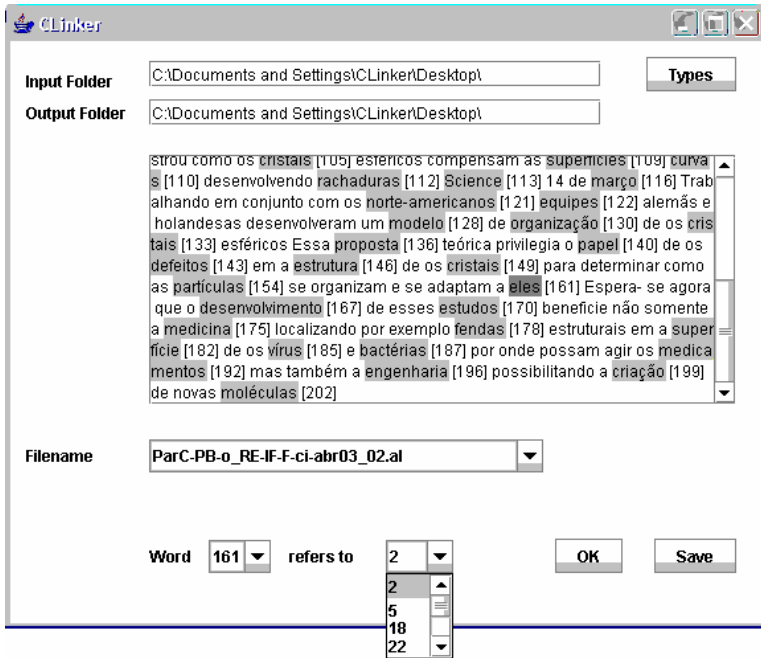 CLinker
Input Folder C:\Documents and Settings\CLinker\Desktop\ Types
Output Folder C:\Documents and Settings\CLinker\Desktop\
strou como os cristais [105] esféricos compensam as superfícies [109] curva
s [110] desenvolvendo rachaduras [112] Science [113] 14 de março [116] Trab
alhando em conjunto com os norte-americanos [121] equipes [122] alemãs e
holandesas desenvolveram um modelo [128] de organização [130] de os cris
tais [133] esféricos Essa proposta [136] teórica privilegia o papel [140] de os
defeitos [143] em a estrutura [146] de os cristais [149] para determinar como
as partículas [154] se organizam e se adaptam a eles [161] Espera- se agora
que o desenvolvimento [167] de esses estudos [170] beneficie não somente
a medicina [175] localizando por exemplo fendas [178] estruturais em a super
fície [182] de os vírus [185] e bactérias [187] por onde possam agir os medica
mentos [192] mas também a engenharia [196] possibilitando a criação [199]
de novas moléculas [202]
Filename ParC-PB-o_RE-IF-F-ci-abr03_02.al
Word 161 refers to 2 OK Save
2
5
18
22